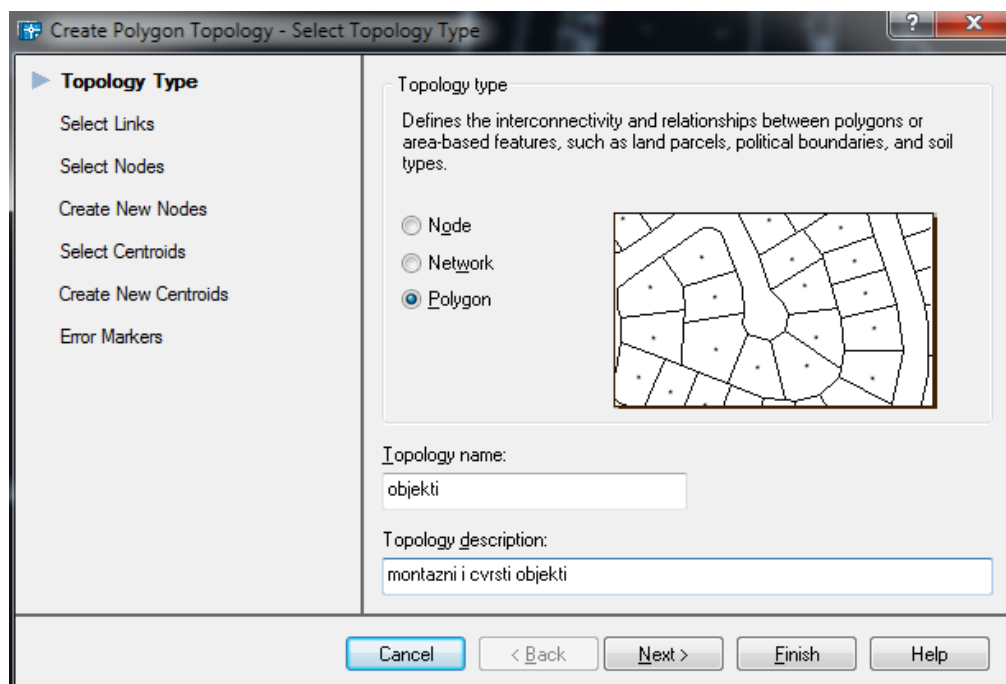 Create Polygon Topology - Select Topology Type
?
X
Topology Type
Select Links
Select Nodes
Create New Nodes
Select Centroids
Create New Centroids
Error Markers
Topology type
Defines the interconnectivity and relationships between polygons or
area-based features, such as land parcels, political boundaries, and soil
types.
Node
Network
Polygon
Topology name:
objekti
Topology description:
montazni i cvrsti objekti
Cancel
< Back
Next >
Finish
Help